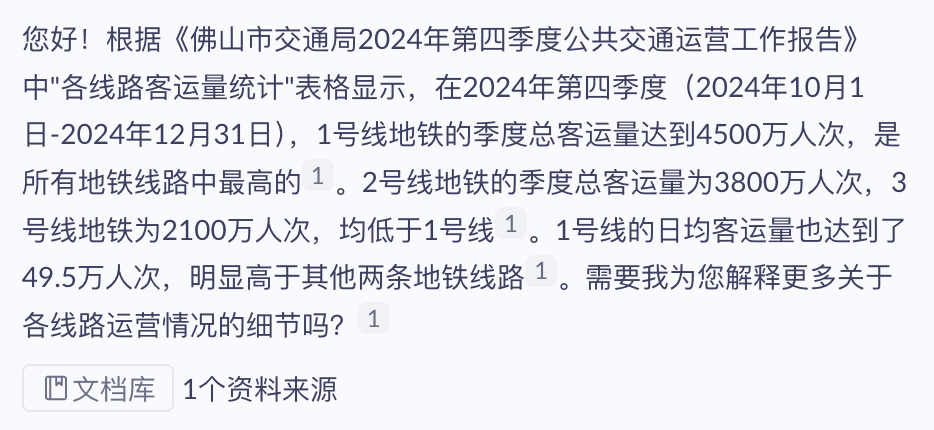 您好！根据《佛山市交通局2024年第四季度公共交通运营工作报告》
中"各线路客运量统计"表格显示，在2024年第四季度（2024年10月1
日-2024年12月31日），1号线地铁的季度总客运量达到4500万人次，是
所有地铁线路中最高的 1 。2号线地铁的季度总客运量为3800万人次，3
号线地铁为2100万人次，均低于1号线 1 。1号线的日均客运量也达到了
49.5万人次，明显高于其他两条地铁线路 1 。需要我为您解释更多关于
各线路运营情况的细节吗？ 1
文档库 1个资料来源